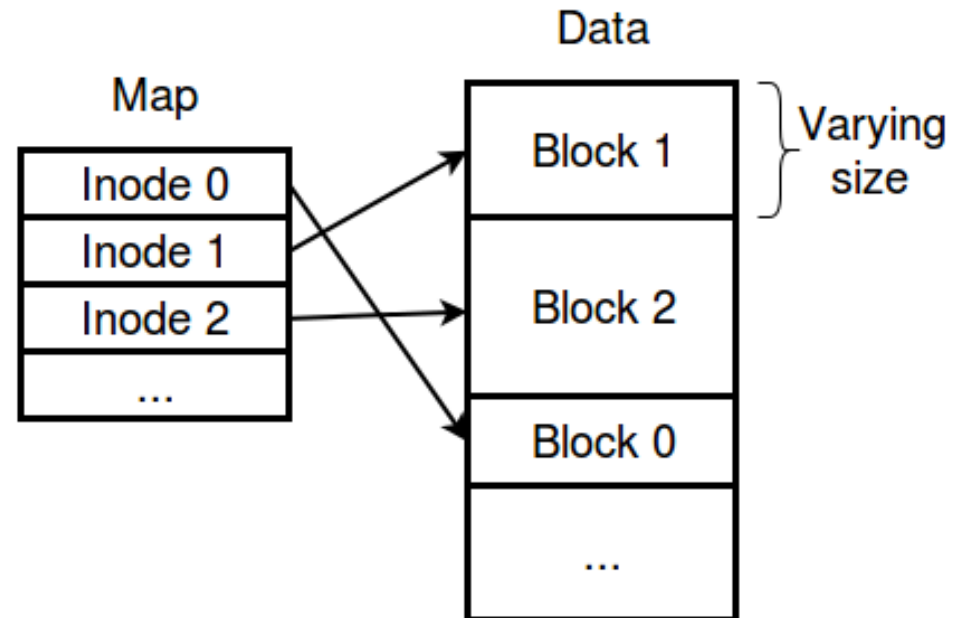 Map
Inode 0
Inode 1
Inode 2
...
Data
Block 1
Block 2
Block 0
...
Varying
size